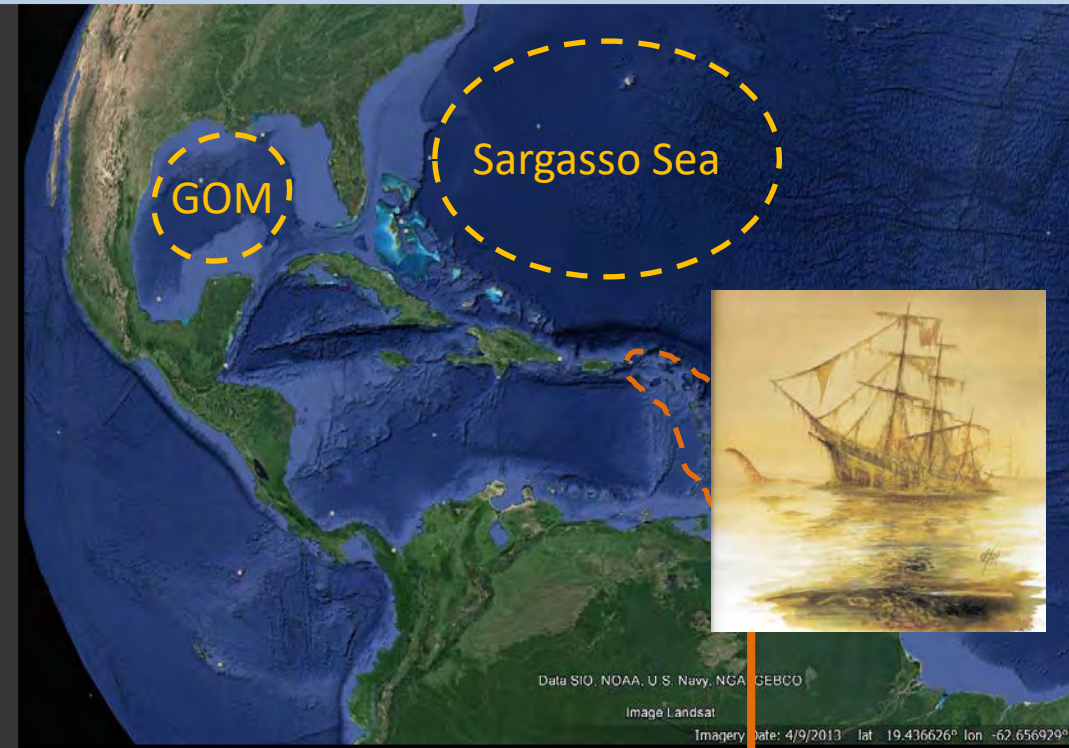 Sargasso Sea
GOM
Data SIO, NOAA, U.S. Navy, NGA, GEBCO
Image Landsat
Imagery Date: 4/9/2013 lat 19.436626° lon -62.656929°